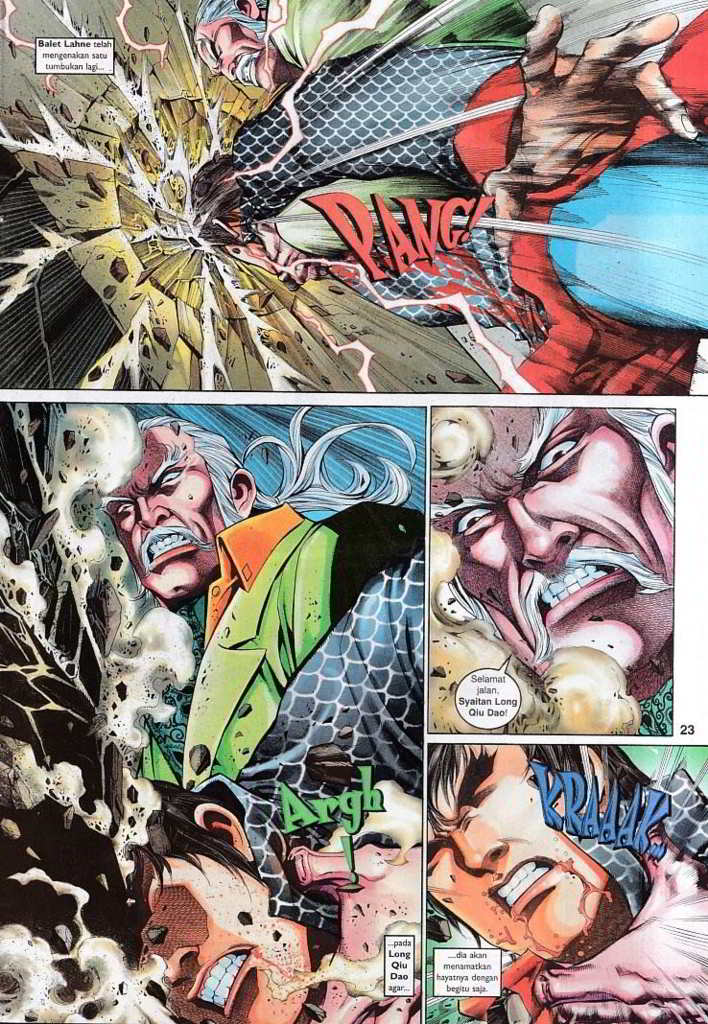 Balet Lahne telah
mengenakan satu
tumbukan lagi...
PANG!
Argh
!
...pada
Long
Qiu
Dao
agar...
Selamat
jalan,
Syaitan Long
Qiu Dao!
23
KRAAAK...
....dia akan
menamatkan
hayatnya dengan
begitu saja.